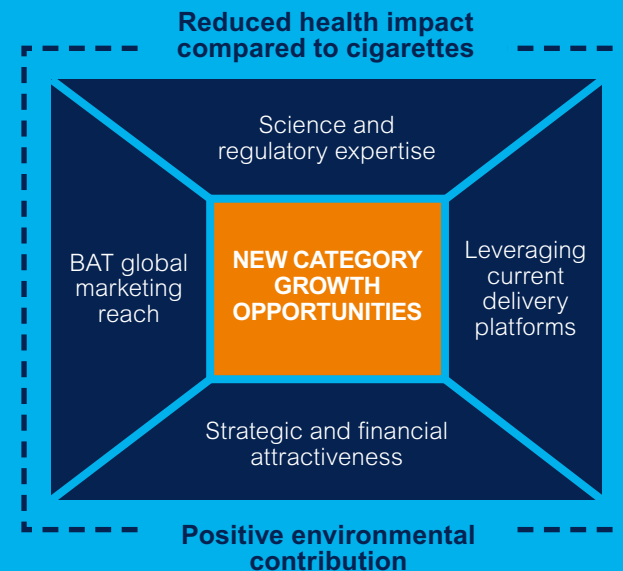 Reduced health impact
compared to cigarettes
Science and
regulatory expertise
BAT global
marketing
reach
NEW CATEGORY
GROWTH
OPPORTUNITIES
Leveraging
current
delivery
platforms
Strategic and financial
attractiveness
Positive environmental
contribution